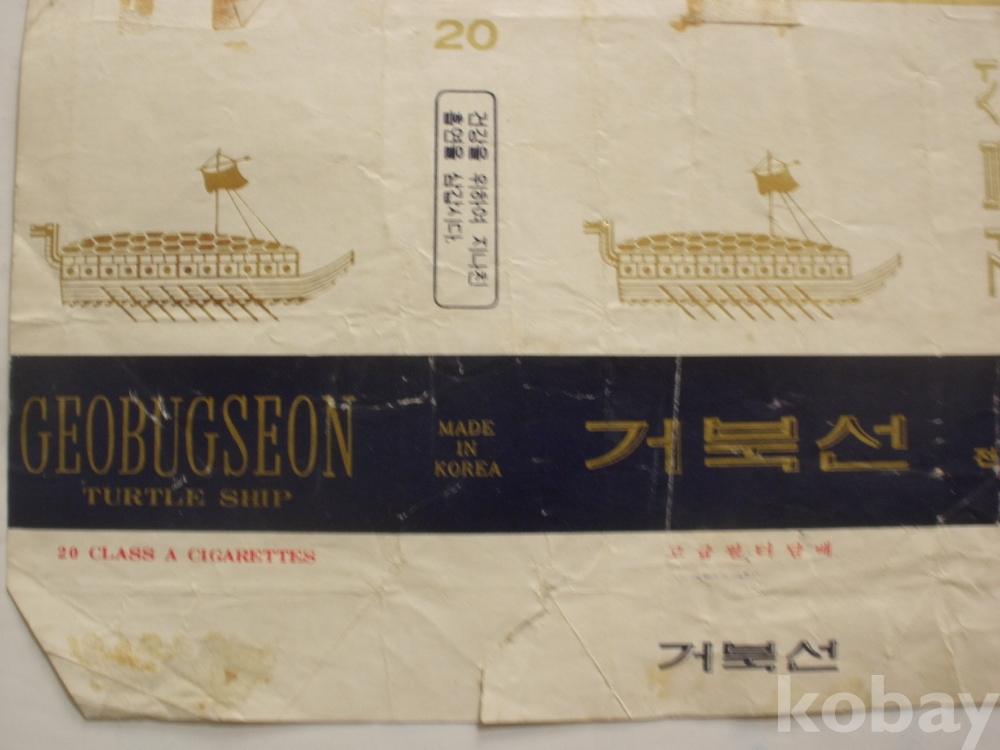 20
건강을 위하여 지나친
흡연을 삼갑시다.
GEOBUGSEON
TURTLE SHIP
MADE
IN
KOREA
거북선
20 CLASS A CIGARETTES
고급필터담배
거북선
kobay